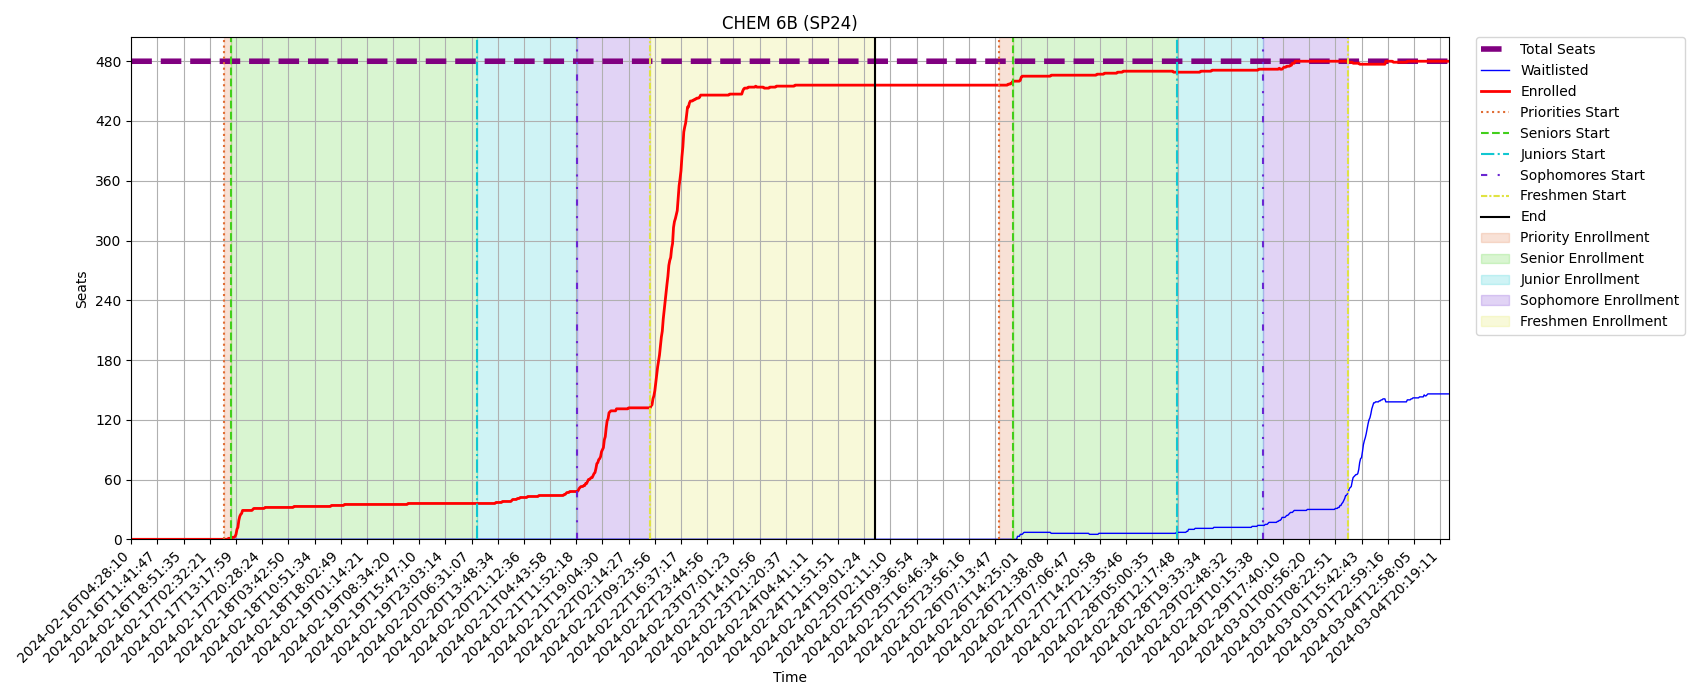 CHEM 6B (SP24)
Seats
480
420
360
300
240
180
120
60
0
2024-02-16T04:28:10
2024-02-16T11:41:47
2024-02-16T18:51:35
2024-02-17T02:32:21
2024-02-17T13:17:59
2024-02-17T20:28:24
2024-02-18T03:42:50
2024-02-18T10:51:34
2024-02-18T18:02:49
2024-02-19T01:14:21
2024-02-19T08:34:20
2024-02-19T15:47:10
2024-02-19T23:03:14
2024-02-20T06:31:07
2024-02-20T13:48:34
2024-02-20T21:12:36
2024-02-21T04:43:58
2024-02-21T11:52:18
2024-02-21T19:04:30
2024-02-22T02:14:27
2024-02-22T09:23:56
2024-02-22T16:37:17
2024-02-22T23:44:56
2024-02-23T07:01:23
2024-02-23T14:10:56
2024-02-23T21:20:37
2024-02-24T04:41:11
2024-02-24T11:51:51
2024-02-24T19:01:24
2024-02-25T02:11:10
2024-02-25T09:36:54
2024-02-25T16:46:34
2024-02-25T23:56:16
2024-02-26T07:13:47
2024-02-26T14:25:01
2024-02-26T21:38:08
2024-02-27T07:06:47
2024-02-27T14:20:58
2024-02-27T21:35:46
2024-02-28T05:00:35
2024-02-28T12:17:48
2024-02-28T19:33:34
2024-02-29T02:48:32
2024-02-29T10:15:38
2024-02-29T17:40:10
2024-03-01T00:56:20
2024-03-01T08:22:51
2024-03-01T15:42:43
2024-03-01T22:59:16
2024-03-04T12:58:05
2024-03-04T20:19:11
Time
Total Seats
Waitlisted
Enrolled
Priorities Start
Seniors Start
Juniors Start
Sophomores Start
Freshmen Start
End
Priority Enrollment
Senior Enrollment
Junior Enrollment
Sophomore Enrollment
Freshmen Enrollment